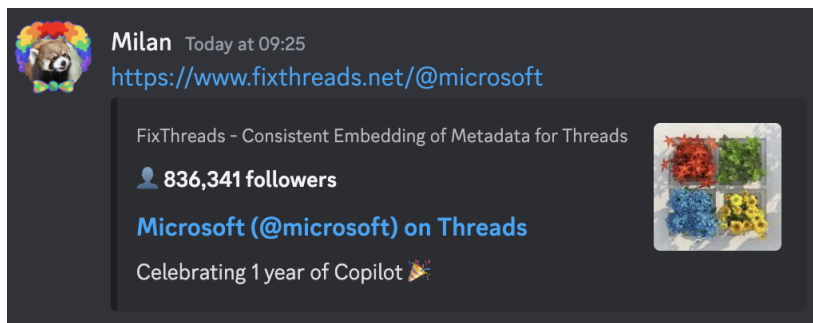 Milan Today at 09:25
https://www.fixthreads.net/@microsoft
FixThreads - Consistent Embedding of Metadata for Threads
👤 836,341 followers
Microsoft (@microsoft) on Threads
Celebrating 1 year of Copilot 🎉